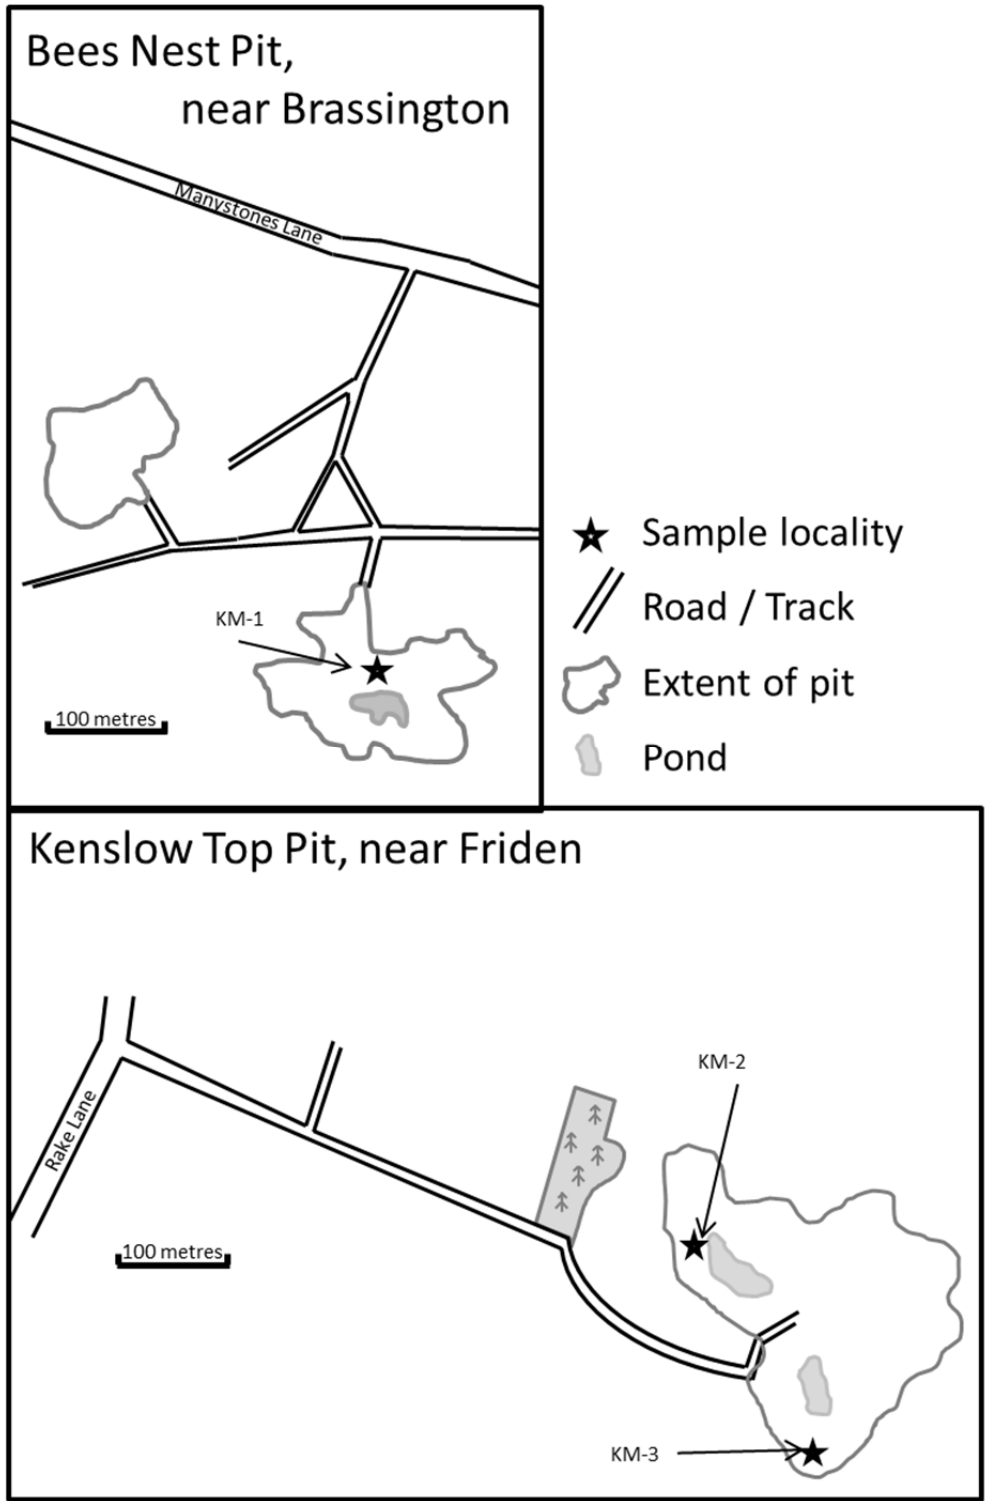 Bees Nest Pit,
near Brassington
Manystones Lane
KM-1
100 metres
Sample locality
Road / Track
Extent of pit
Pond
Kenslow Top Pit, near Friden
KM-2
Rake Lane
100 metres
KM-3